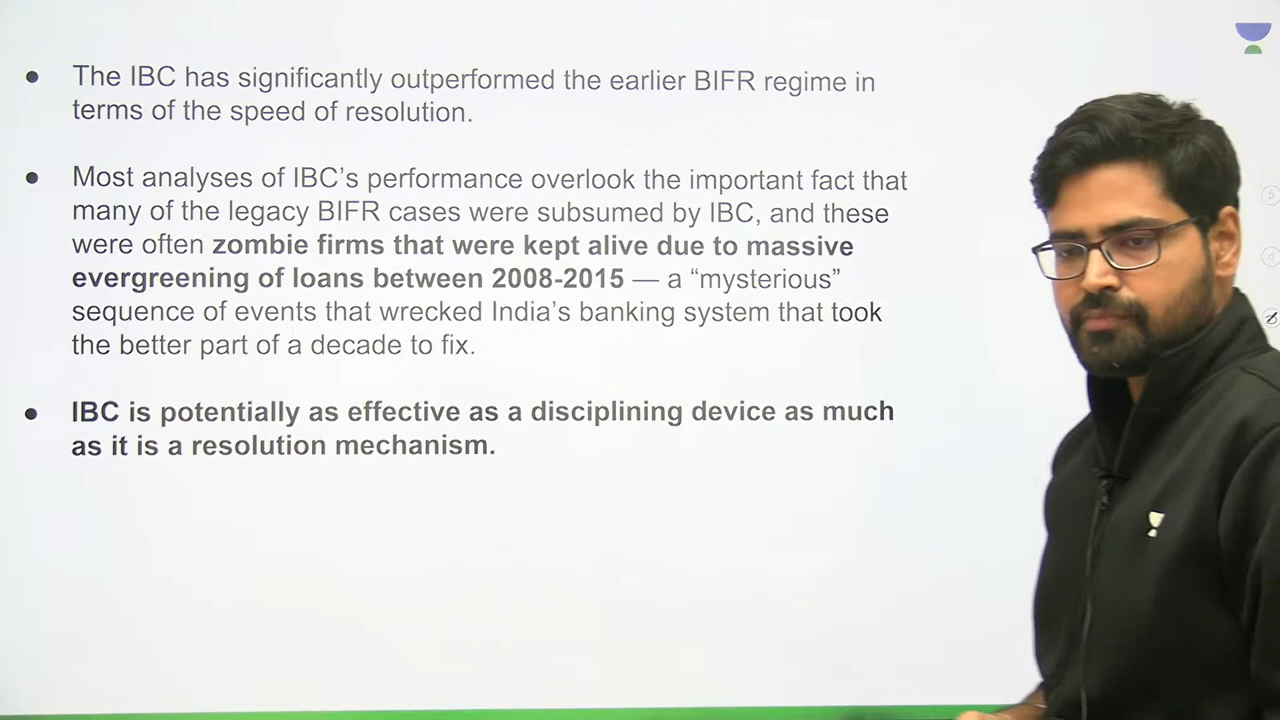 ● The IBC has significantly outperformed the earlier BIFR regime in
terms of the speed of resolution.
● Most analyses of IBC’s performance overlook the important fact that
many of the legacy BIFR cases were subsumed by IBC, and these
were often zombie firms that were kept alive due to massive
evergreening of loans between 2008-2015 — a “mysterious”
sequence of events that wrecked India’s banking system that took
the better part of a decade to fix.
● IBC is potentially as effective as a disciplining device as much
as it is a resolution mechanism.